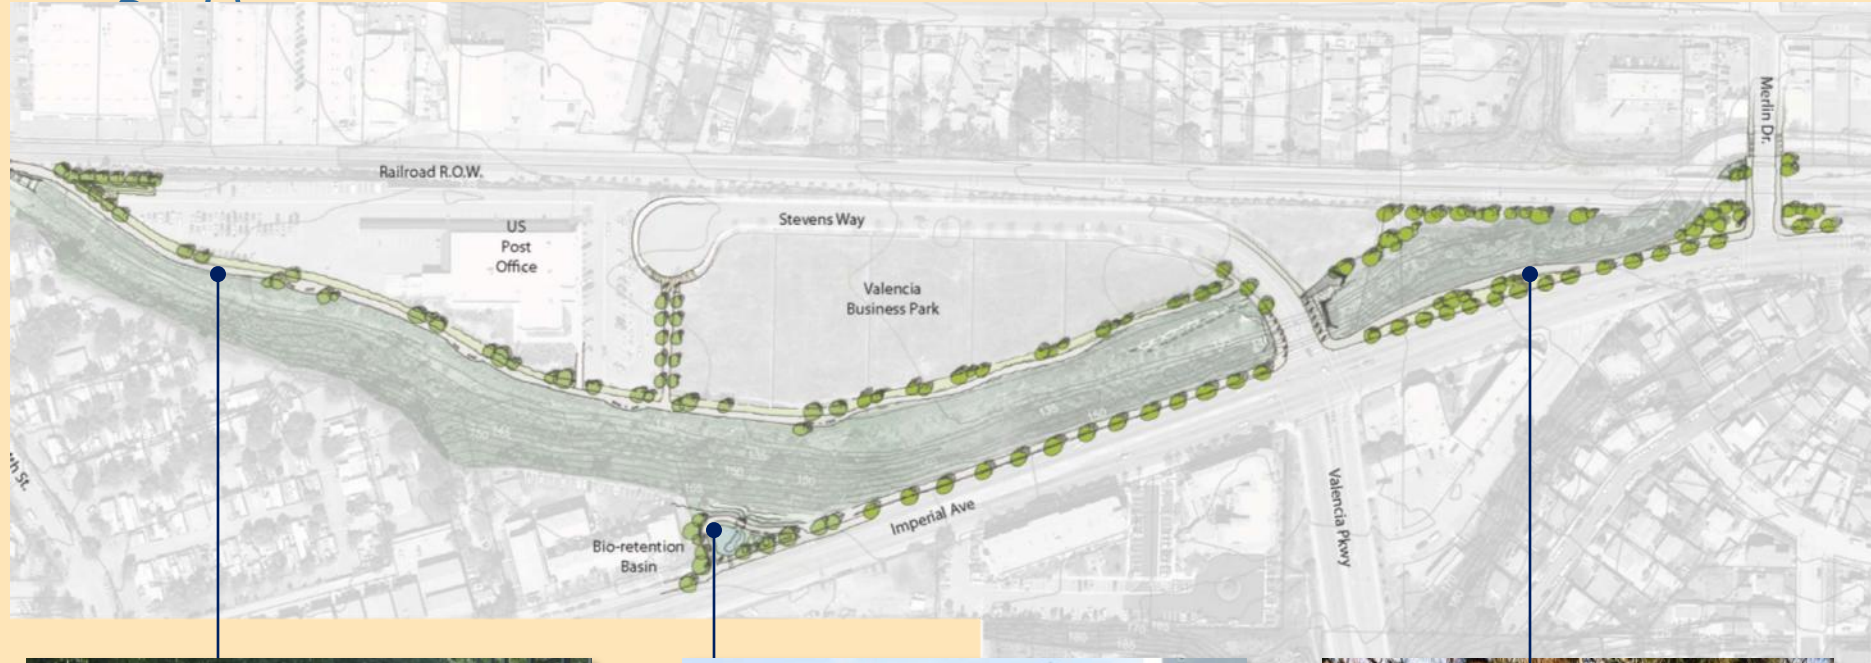 Merlin Dr.
Railroad R.O.W.
Stevens Way
US
Post
Office
Valencia
Business Park
Imperial Ave
Valencia Pkwy
Bio-retention
Basin